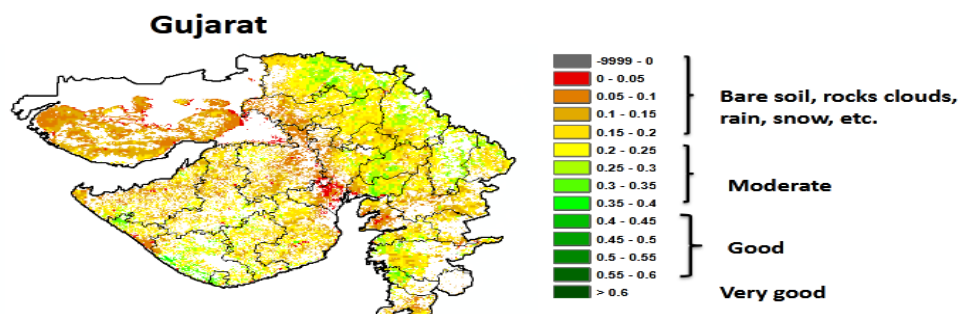 Gujarat
-9999 - 0
0 - 0.05
0.05 - 0.1
0.1 - 0.15
0.15 - 0.2
0.2 - 0.25
0.25 - 0.3
0.3 - 0.35
0.35 - 0.4
0.4 - 0.45
0.45 - 0.5
0.5 - 0.55
0.55 - 0.6
> 0.6
Bare soil, rocks clouds,
rain, snow, etc.
Moderate
Good
Very good